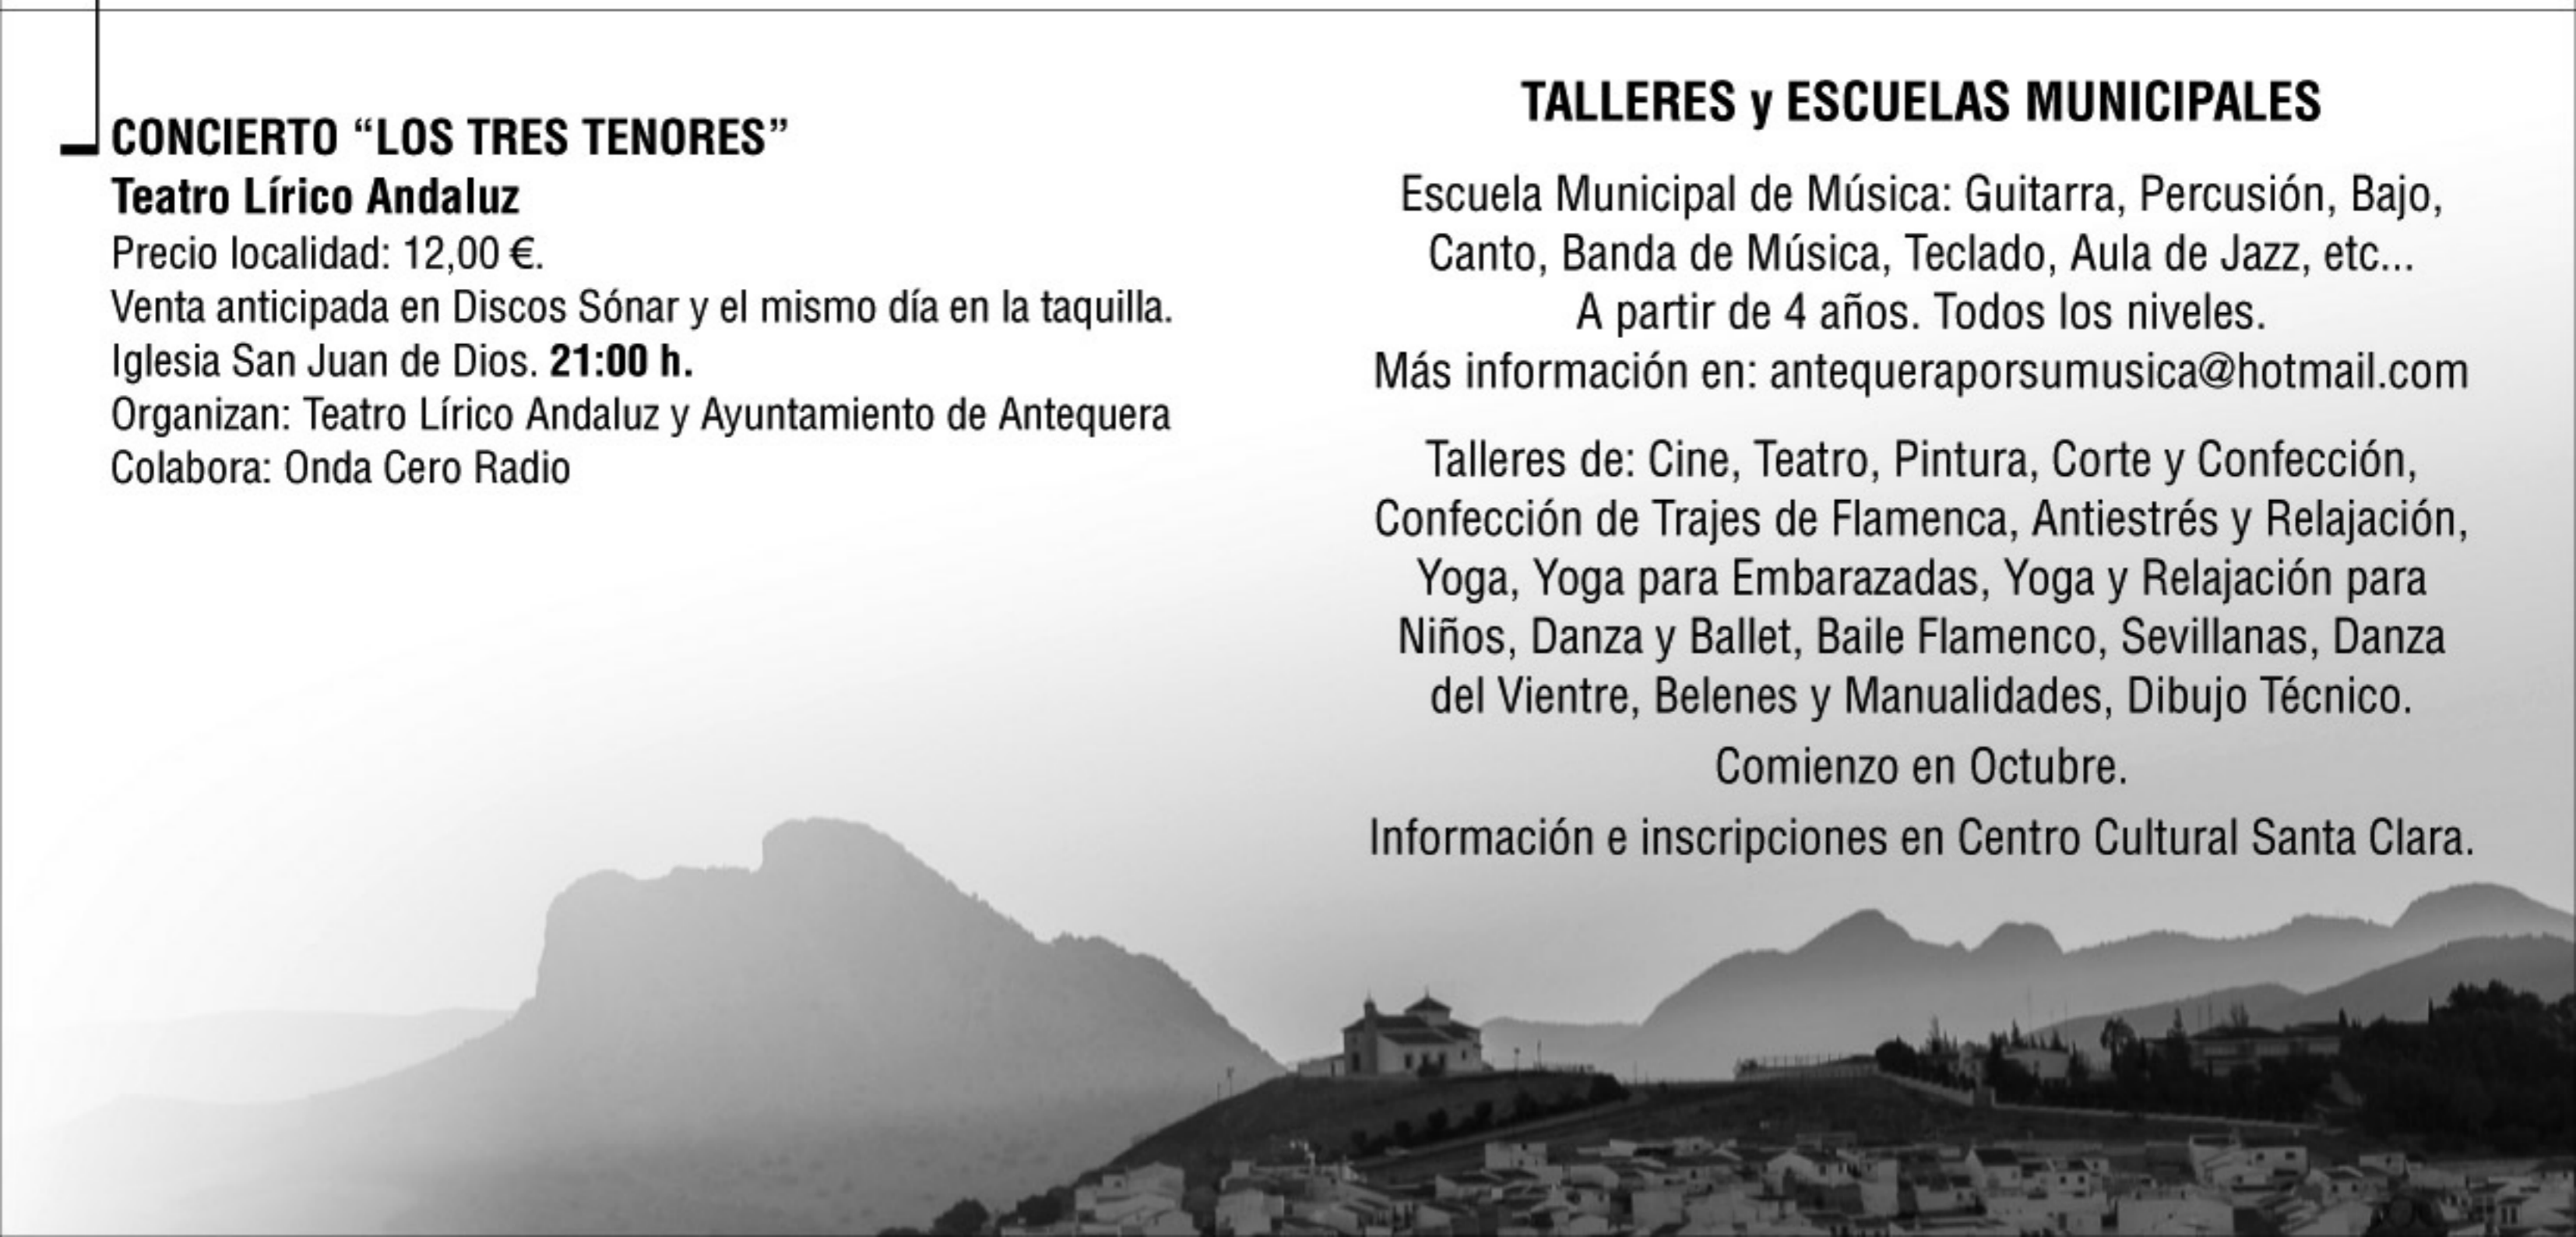 CONCIERTO “LOS TRES TENORES”
Teatro Lírico Andaluz
Precio localidad: 12,00 €.
Venta anticipada en Discos Sónar y el mismo día en la taquilla.
Iglesia San Juan de Dios. 21:00 h.
Organizan: Teatro Lírico Andaluz y Ayuntamiento de Antequera
Colabora: Onda Cero Radio
TALLERES y ESCUELAS MUNICIPALES
Escuela Municipal de Música: Guitarra, Percusión, Bajo,
Canto, Banda de Música, Teclado, Aula de Jazz, etc...
A partir de 4 años. Todos los niveles.
Más información en: antequeraporsumusica@hotmail.com
Talleres de: Cine, Teatro, Pintura, Corte y Confección,
Confección de Trajes de Flamenca, Antiestrés y Relajación,
Yoga, Yoga para Embarazadas, Yoga y Relajación para
Niños, Danza y Ballet, Baile Flamenco, Sevillanas, Danza
del Vientre, Belenes y Manualidades, Dibujo Técnico.
Comienzo en Octubre.
Información e inscripciones en Centro Cultural Santa Clara.